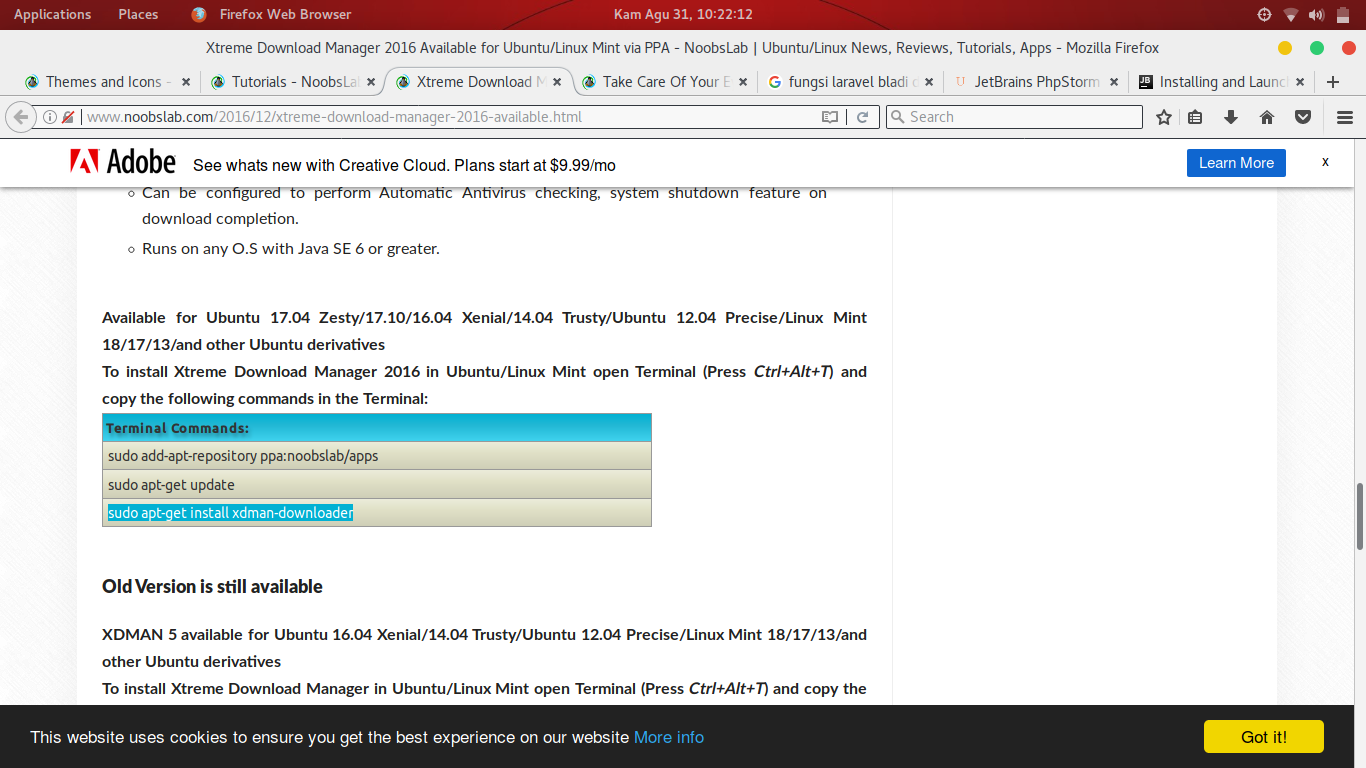 Applications Places Firefox Web Browser Kam Agu 31, 10:22:12
Xtreme Download Manager 2016 Available for Ubuntu/Linux Mint via PPA - NoobsLab | Ubuntu/Linux News, Reviews, Tutorials, Apps - Mozilla Firefox
Themes and Icons - Tutorials - NoobsLa Xtreme Download M Take Care Of Your E fungsi laravel bladi d JetBrains PhpStorm Installing and Launc
www.noobslab.com/2016/12/xtreme-download-manager-2016-available.html Search
Adobe See whats new with Creative Cloud. Plans start at $9.99/mo Learn More x
Can be configured to perform Automatic Antivirus checking, system shutdown feature on
download completion.
Runs on any O.S with Java SE 6 or greater.
Available for Ubuntu 17.04 Zesty/17.10/16.04 Xenial/14.04 Trusty/Ubuntu 12.04 Precise/Linux Mint
18/17/13/and other Ubuntu derivatives
To install Xtreme Download Manager 2016 in Ubuntu/Linux Mint open Terminal (Press Ctrl+Alt+T) and
copy the following commands in the Terminal:
Terminal Commands:
sudo add-apt-repository ppa:noobslab/apps
sudo apt-get update
sudo apt-get install xdman-downloader
Old Version is still available
XDMAN 5 available for Ubuntu 16.04 Xenial/14.04 Trusty/Ubuntu 12.04 Precise/Linux Mint 18/17/13/and
other Ubuntu derivatives
To install Xtreme Download Manager in Ubuntu/Linux Mint open Terminal (Press Ctrl+Alt+T) and copy the
This website uses cookies to ensure you get the best experience on our website More info Got it!